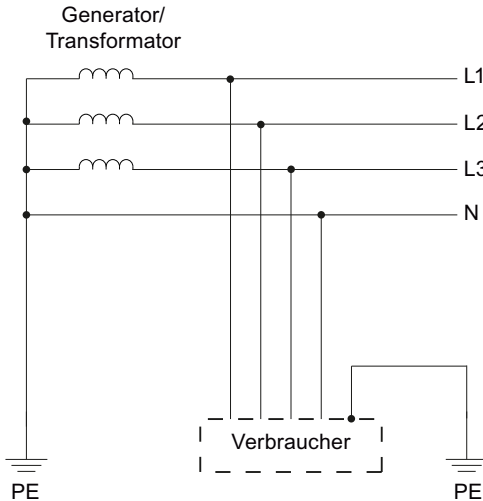 Generator/
Transformator
L1
L2
L3
N
Verbraucher
PE
PE